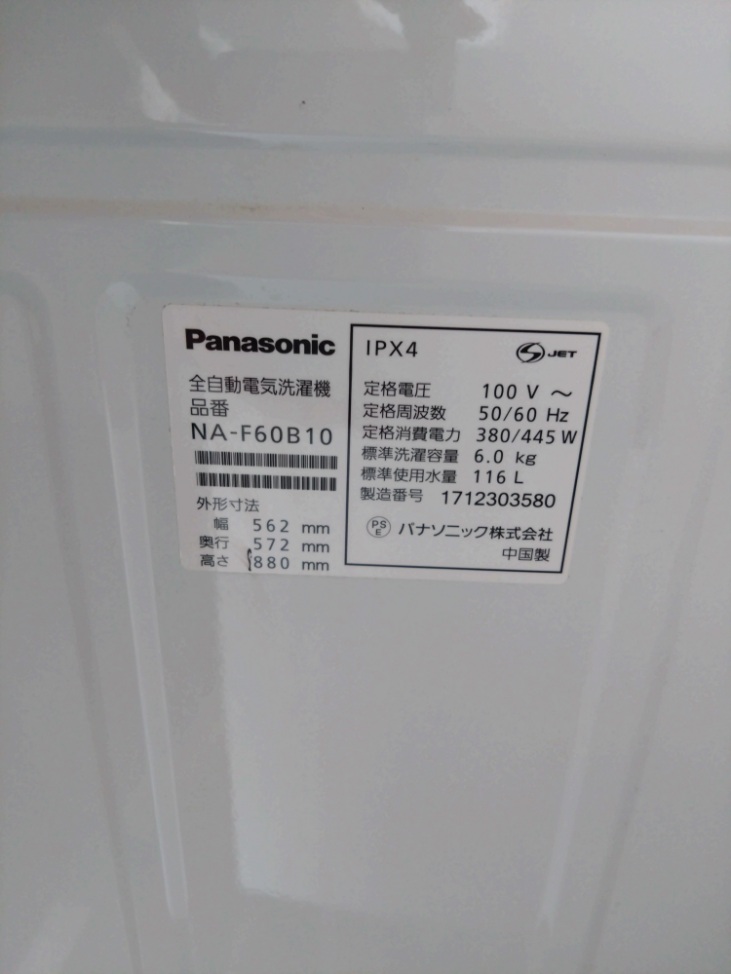 Panasonic
全自動電気洗濯機
品番
NA-F60B10
外形寸法
幅 562 mm
奥行 572 mm
高さ 880 mm
IPX4
S JET
定格電圧 100 V ～
定格周波数 50/60 Hz
定格消費電力 380/445 W
標準洗濯容量 6.0 kg
標準使用水量 116 L
製造番号 1712303580
PS E パナソニック株式会社
中国製